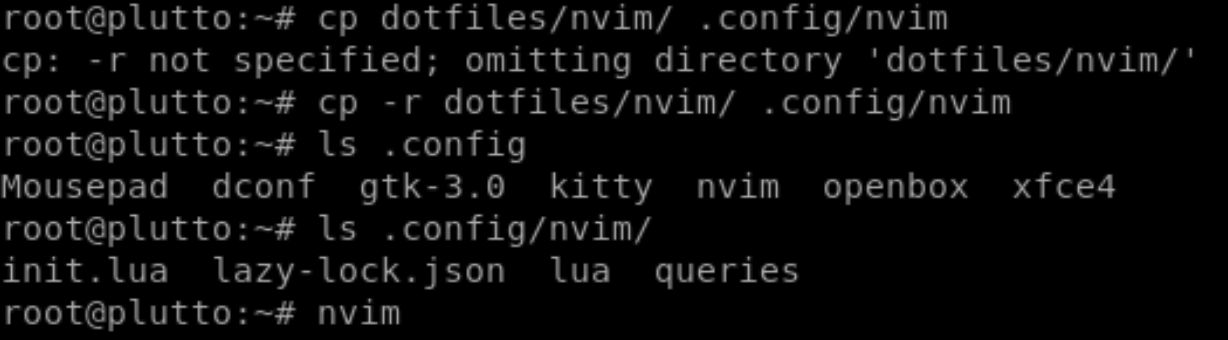 root@plutto:~# cp dotfiles/nvim/ .config/nvim
cp: -r not specified; omitting directory 'dotfiles/nvim/'
root@plutto:~# cp -r dotfiles/nvim/ .config/nvim
root@plutto:~# ls .config
Mousepad  dconf  gtk-3.0  kitty  nvim  openbox  xfce4
root@plutto:~# ls .config/nvim/
init.lua  lazy-lock.json  lua  queries
root@plutto:~# nvim